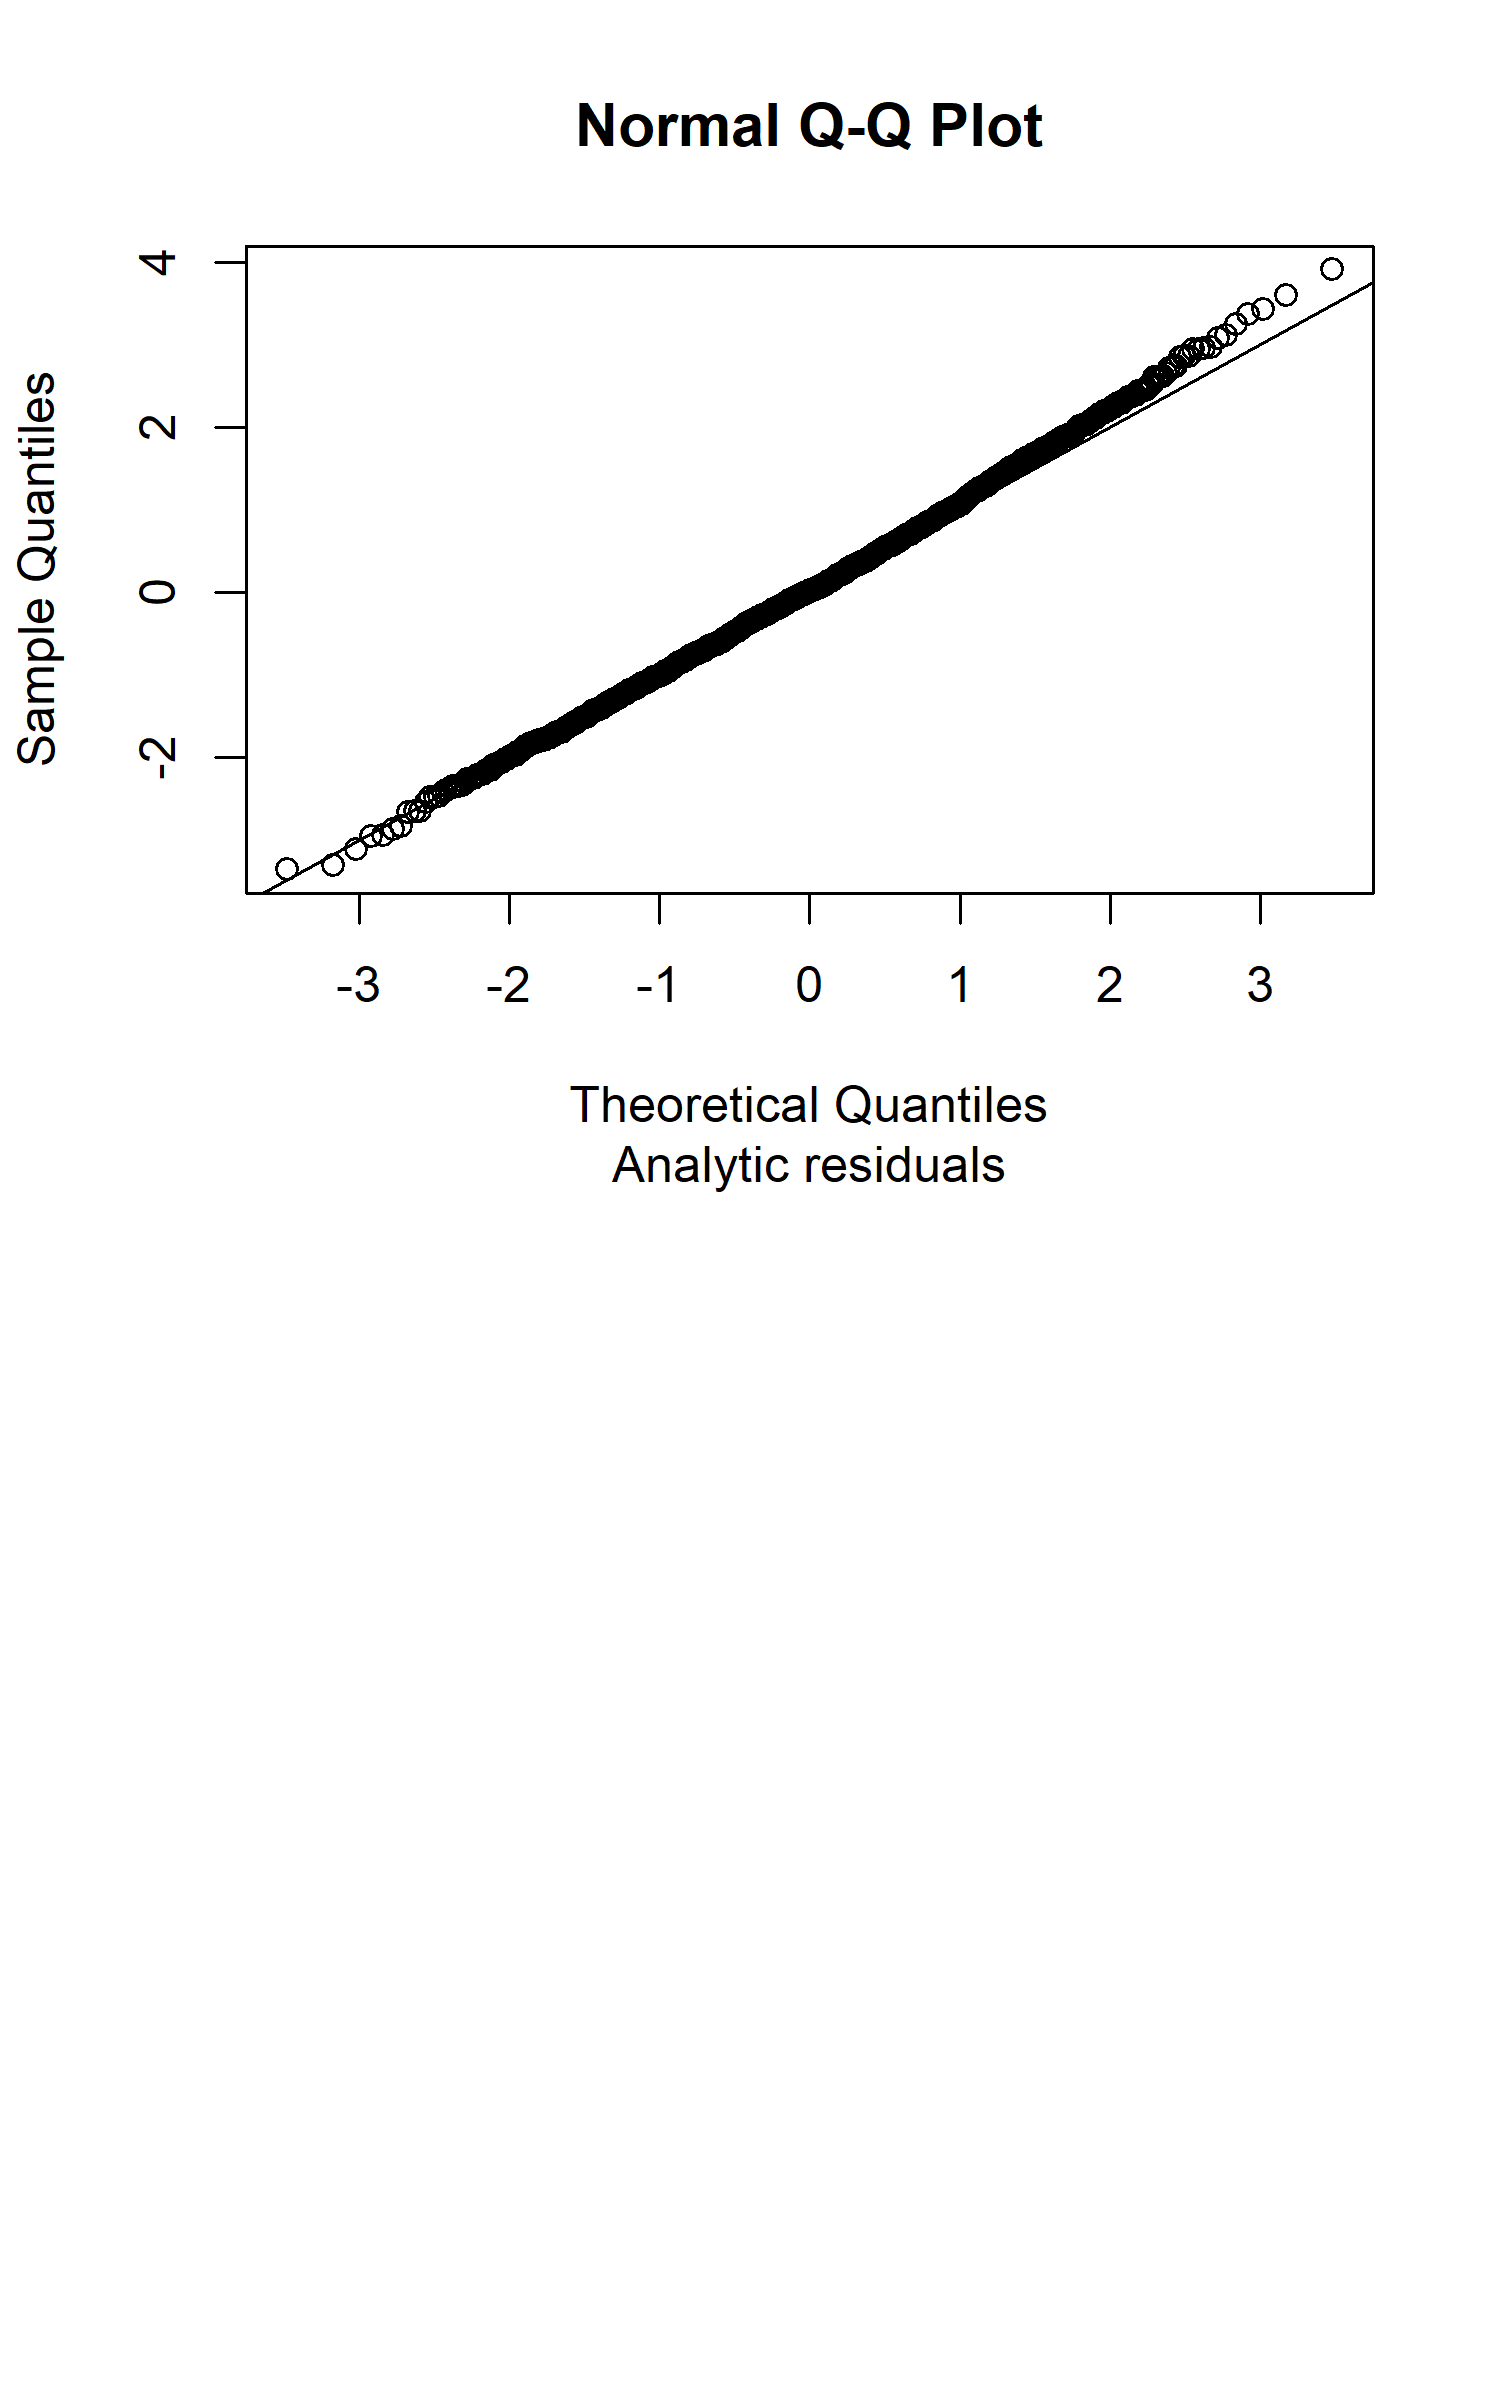 Normal Q-Q Plot
Sample Quantiles
4
2
0
-2
-3 -2 -1 0 1 2 3
Theoretical Quantiles
Analytic residuals